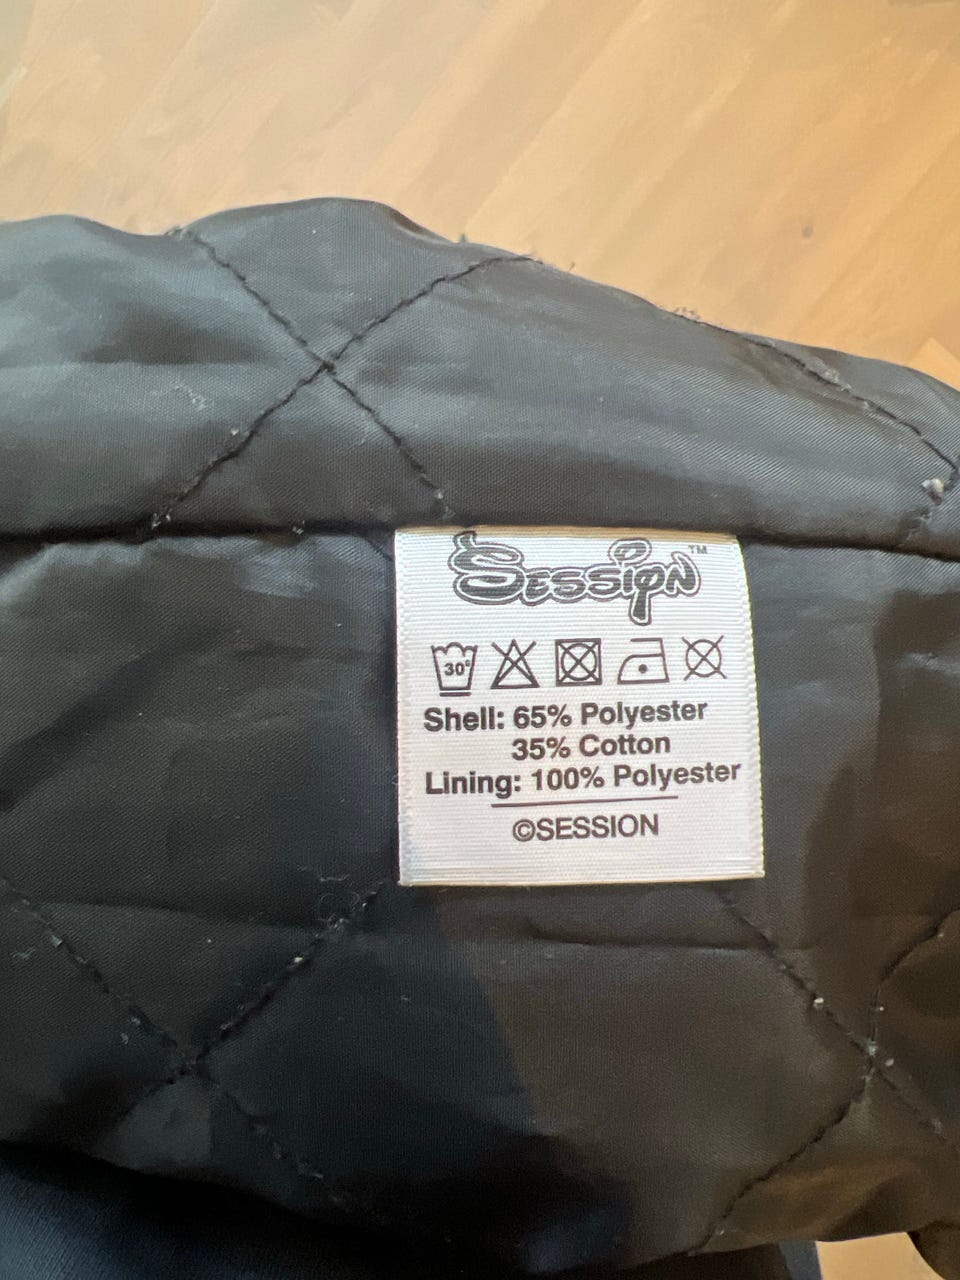 SESSION™
30°
Shell: 65% Polyester
35% Cotton
Lining: 100% Polyester
©SESSION